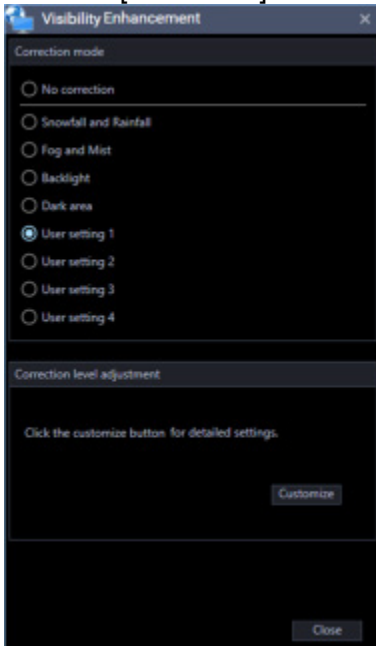 Visibility Enhancement
Correction mode
No correction
Snowfall and Rainfall
Fog and Mist
Backlight
Dark area
User setting 1
User setting 2
User setting 3
User setting 4
Correction level adjustment
Click the customize button for detailed settings.
Customize
Close